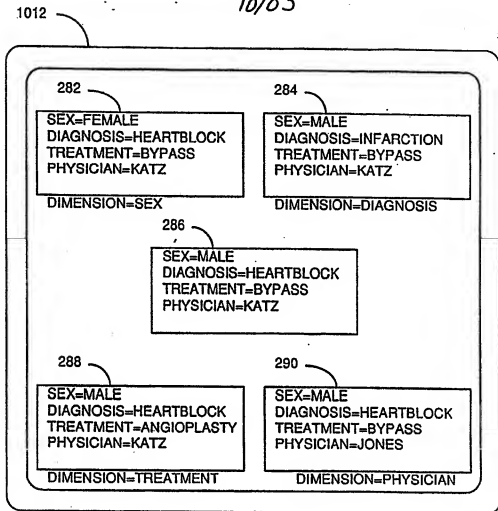 10/63
1012
282
SEX=FEMALE
DIAGNOSIS=HEARTBLOCK
TREATMENT=BYPASS
PHYSICIAN=KATZ
DIMENSION=SEX
284
SEX=MALE
DIAGNOSIS=INFARCTION
TREATMENT=BYPASS
PHYSICIAN=KATZ
DIMENSION=DIAGNOSIS
286
SEX=MALE
DIAGNOSIS=HEARTBLOCK
TREATMENT=BYPASS
PHYSICIAN=KATZ
288
SEX=MALE
DIAGNOSIS=HEARTBLOCK
TREATMENT=ANGIOPLASTY
PHYSICIAN=KATZ
DIMENSION=TREATMENT
290
SEX=MALE
DIAGNOSIS=HEARTBLOCK
TREATMENT=BYPASS
PHYSICIAN=JONES
DIMENSION=PHYSICIAN